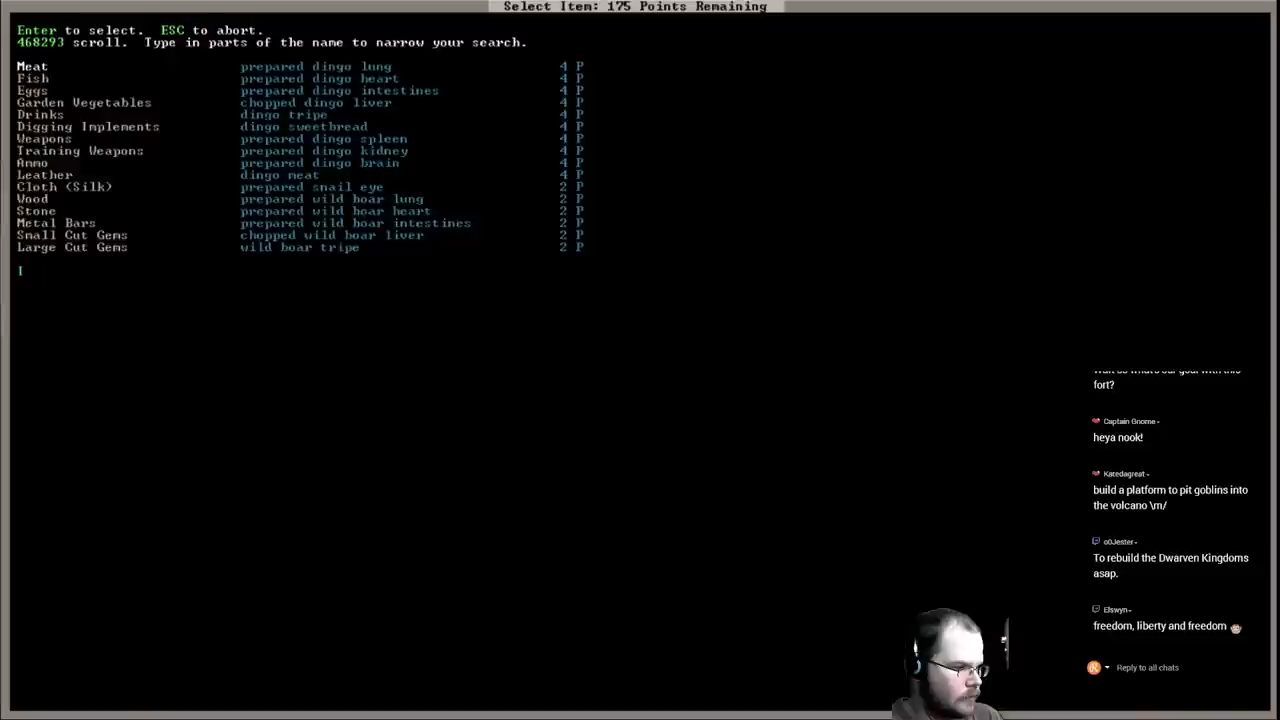 Select Item: 175 Points Remaining
Enter to select. ESC to abort.
468293 scroll. Type in parts of the name to narrow your search.
Meat prepared dingo lung 4 P
Fish prepared dingo heart 4 P
Eggs prepared dingo intestines 4 P
Garden Vegetables chopped dingo liver 4 P
Drinks dingo tripe 4 P
Digging Implements dingo sweetbread 4 P
Weapons prepared dingo spleen 4 P
Training Weapons prepared dingo kidney 4 P
Ammo prepared dingo brain 4 P
Leather dingo meat 4 P
Cloth (Silk) prepared snail eye 2 P
Wood prepared wild boar lung 2 P
Stone prepared wild boar heart 2 P
Metal Bars prepared wild boar intestines 2 P
Small Cut Gems chopped wild boar liver 2 P
Large Cut Gems wild boar tripe 2 P
fort?
Captain Gnome
heya nook!
Katedagreat
build a platform to pit goblins into
the volcano \m/
o0Jester
To rebuild the Dwarven Kingdoms
asap.
Elswyn
freedom, liberty and freedom
Reply to all chats